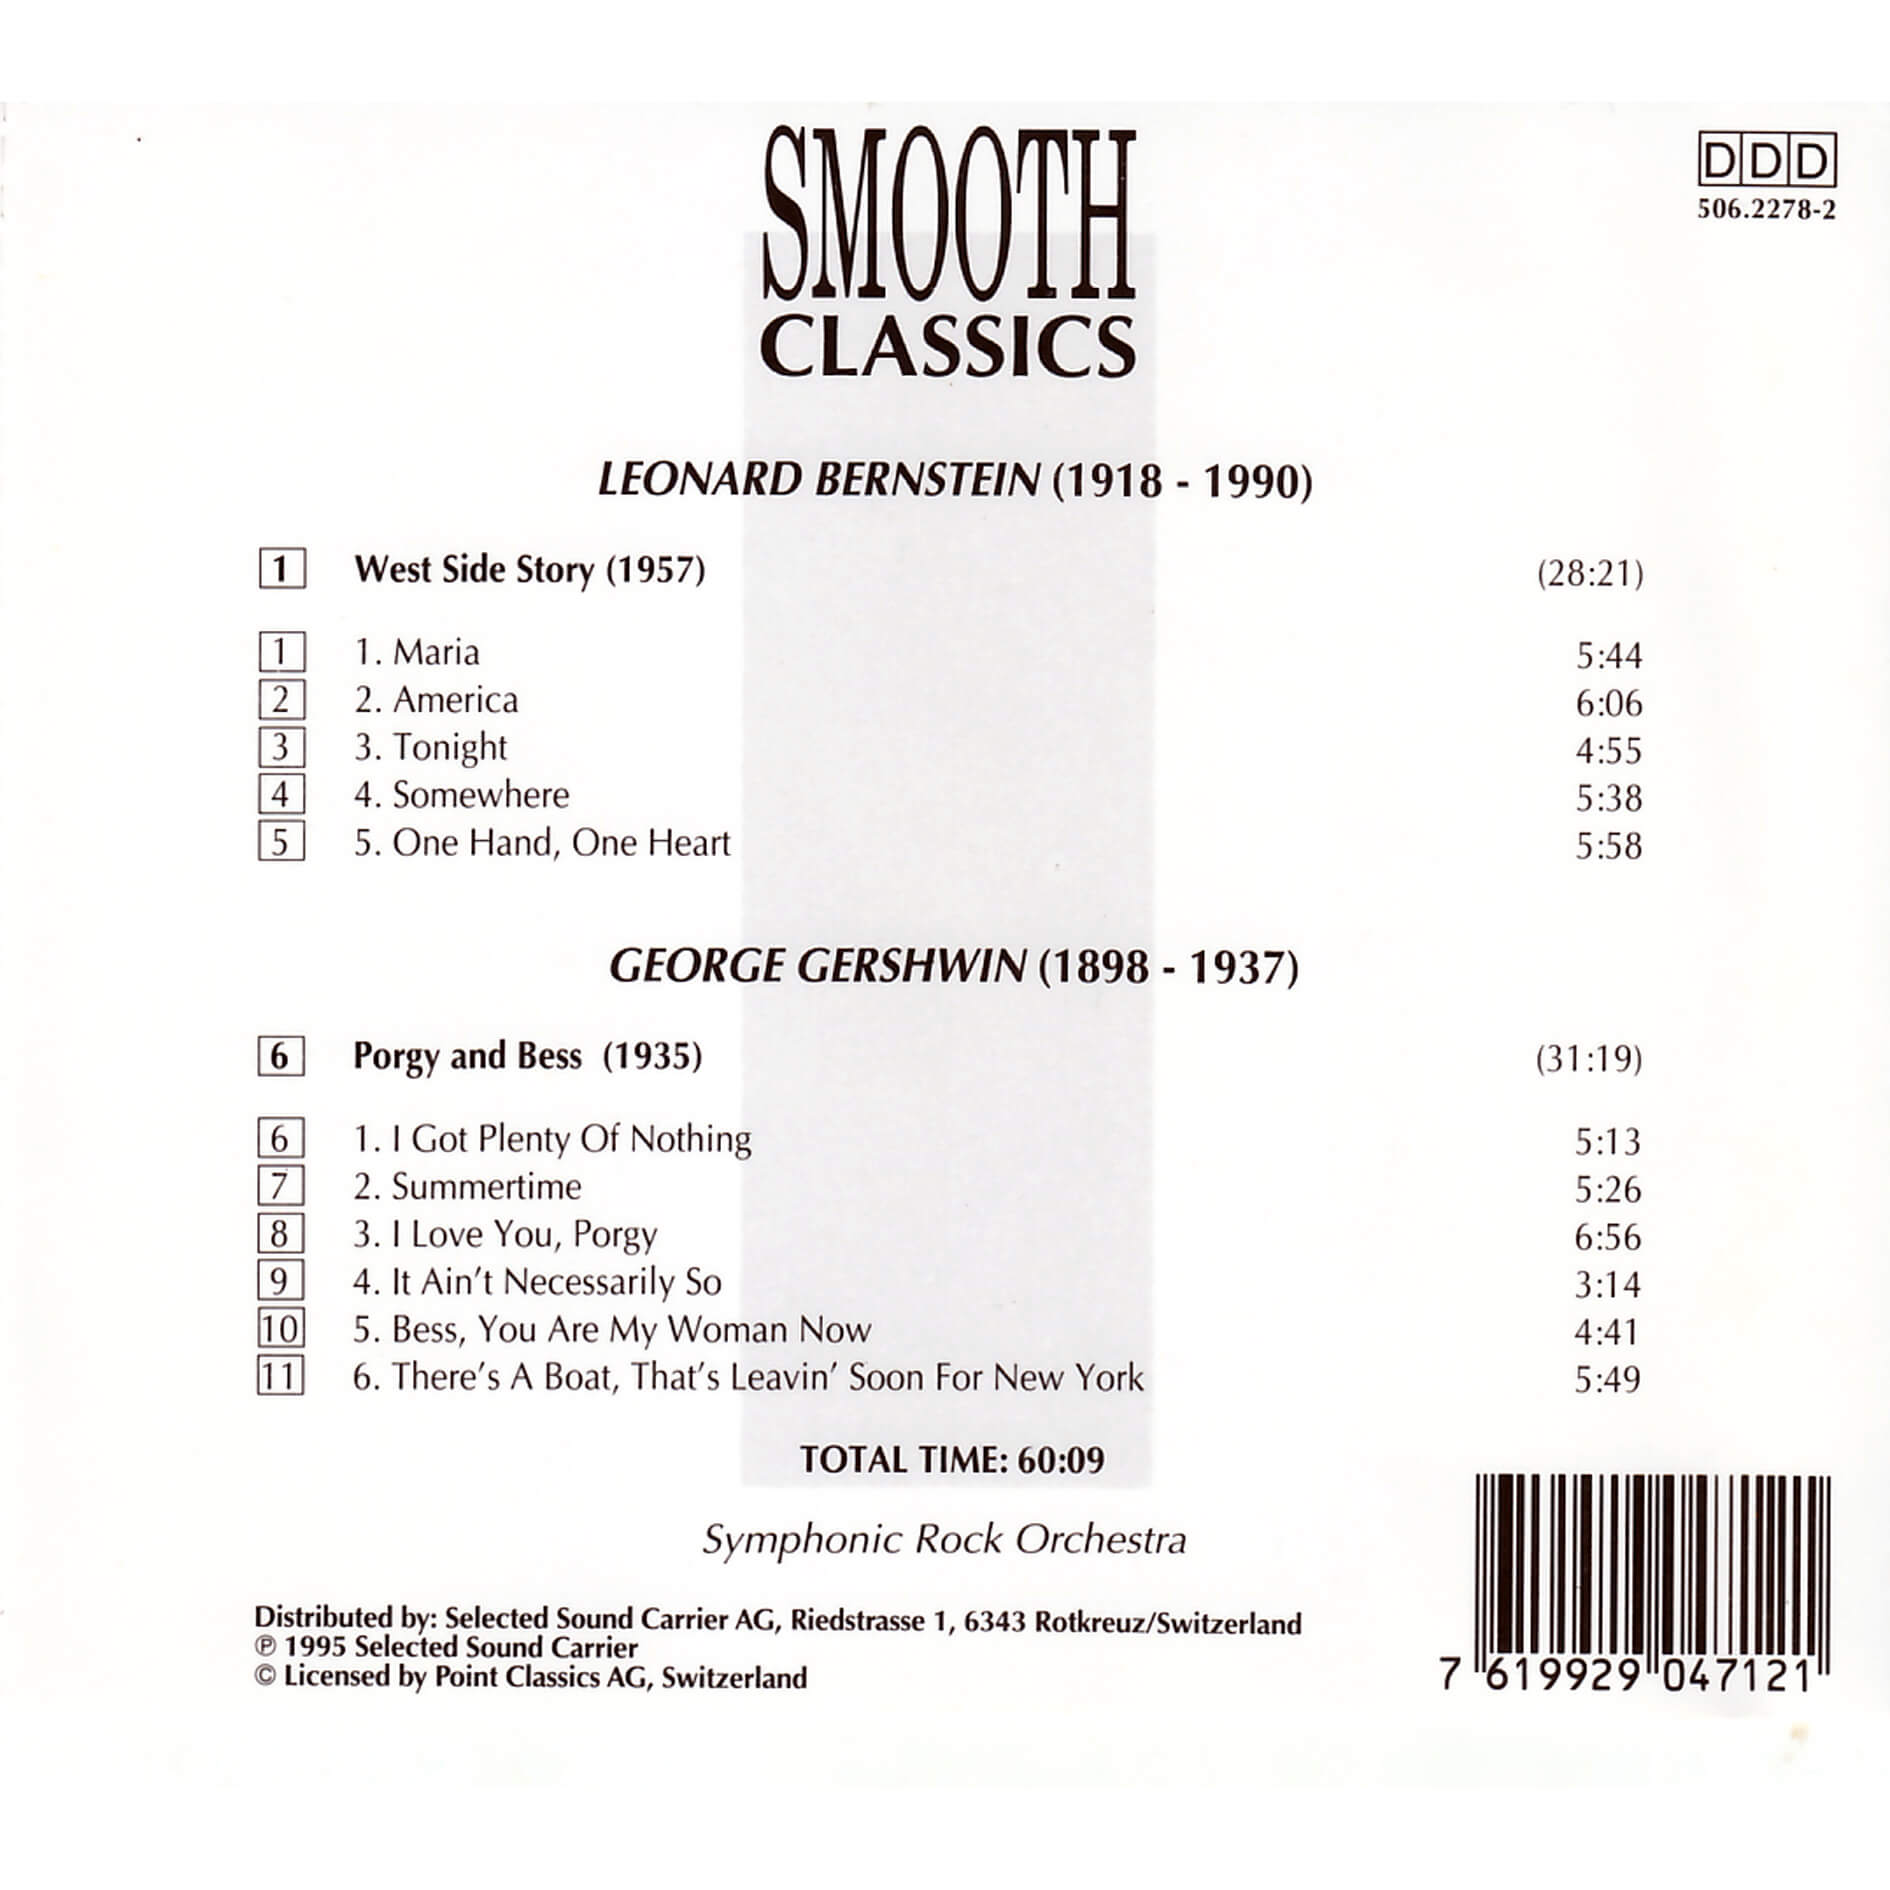 SMOOTH
CLASSICS
DDD
506.2278-2
LEONARD BERNSTEIN (1918 - 1990)
1 West Side Story (1957) (28:21)
1 1. Maria 5:44
2 2. America 6:06
3 3. Tonight 4:55
4 4. Somewhere 5:38
5 5. One Hand, One Heart 5:58
GEORGE GERSHWIN (1898 - 1937)
6 Porgy and Bess (1935) (31:19)
6 1. I Got Plenty Of Nothing 5:13
7 2. Summertime 5:26
8 3. I Love You, Porgy 6:56
9 4. It Ain't Necessarily So 3:14
10 5. Bess, You Are My Woman Now 4:41
11 6. There's A Boat, That's Leavin' Soon For New York 5:49
TOTAL TIME: 60:09
Symphonic Rock Orchestra
Distributed by: Selected Sound Carrier AG, Riedstrasse 1, 6343 Rotkreuz/Switzerland
℗ 1995 Selected Sound Carrier
© Licensed by Point Classics AG, Switzerland
7 619929 047121